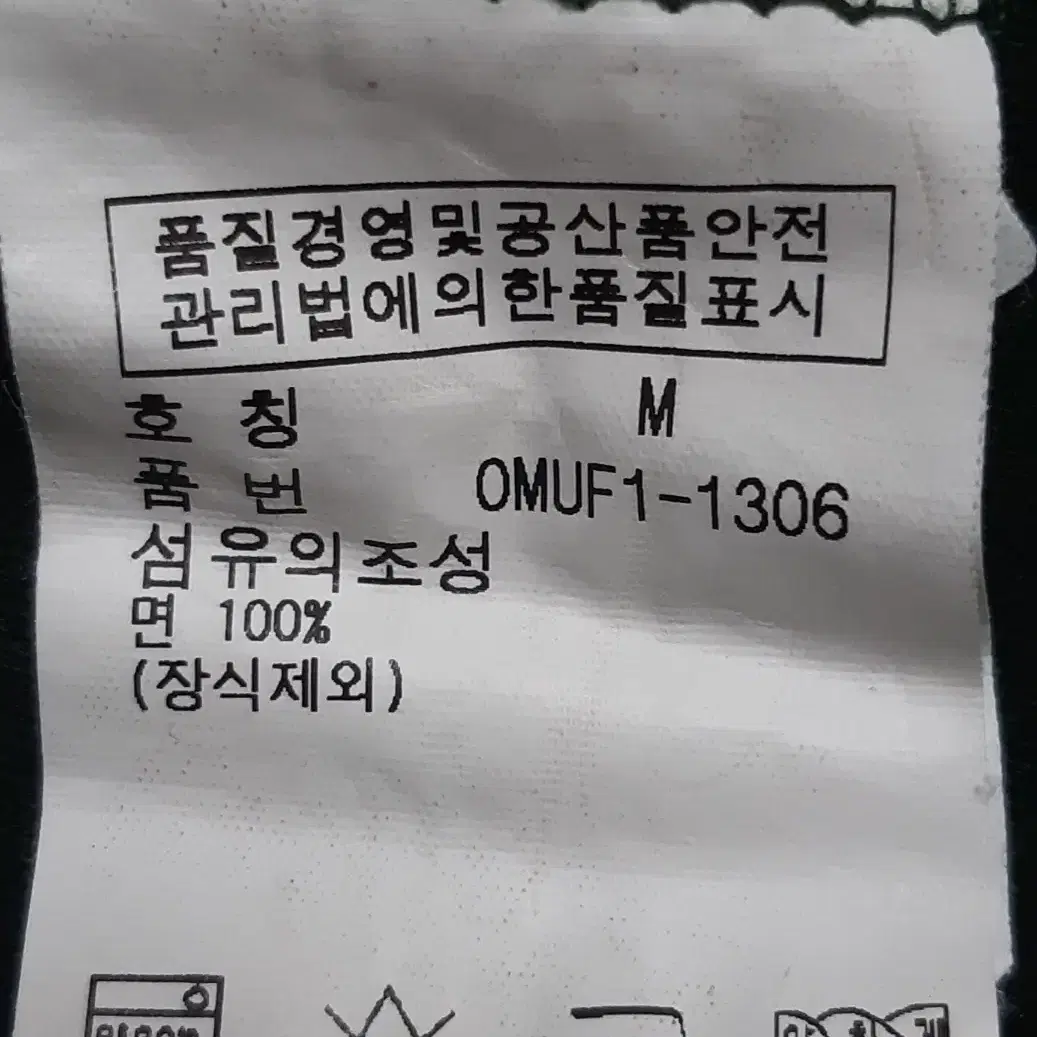 품질경영및공산품안전
관리법에의한품질표시
호 칭 M
품 번 OMUF1-1306
섬유의조성
면 100%
(장식제외)